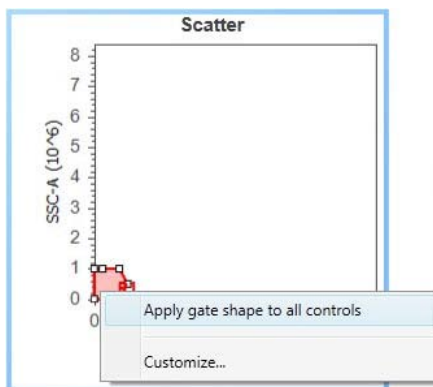 Scatter
8
7
6
5
4
3
2
1
0
SSC-A (10^6)
0
Apply gate shape to all controls
Customize...